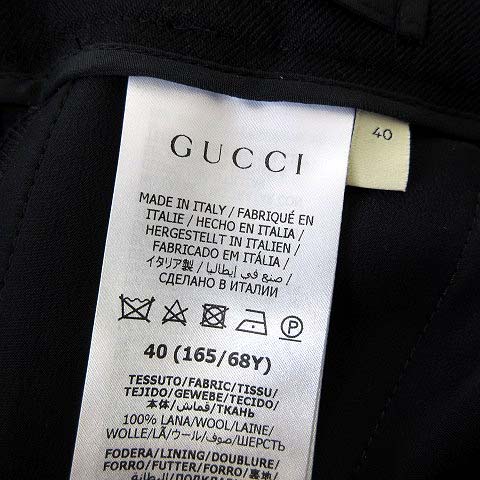 GUCCI
40
MADE IN ITALY / FABRIQUÉ EN
ITALIE / HECHO EN ITALIA /
HERGESTELLT IN ITALIEN /
FABRICADO EM ITÁLIA /
イタリア製 / صنع في إيطاليا /
СДЕЛАНО В ИТАЛИИ
P
40 (165/68Y)
TESSUTO/FABRIC/TISSU/
TEJIDO/GEWEBE/TECIDO/
本体/قماش/ТКАНЬ
100% LANA/WOOL/LAINE/
WOLLE/LÃ/ウール/صوف/ШЕРСТЬ
FODERA/LINING/DOUBLURE/
FORRO/FUTTER/FORRO/裏地